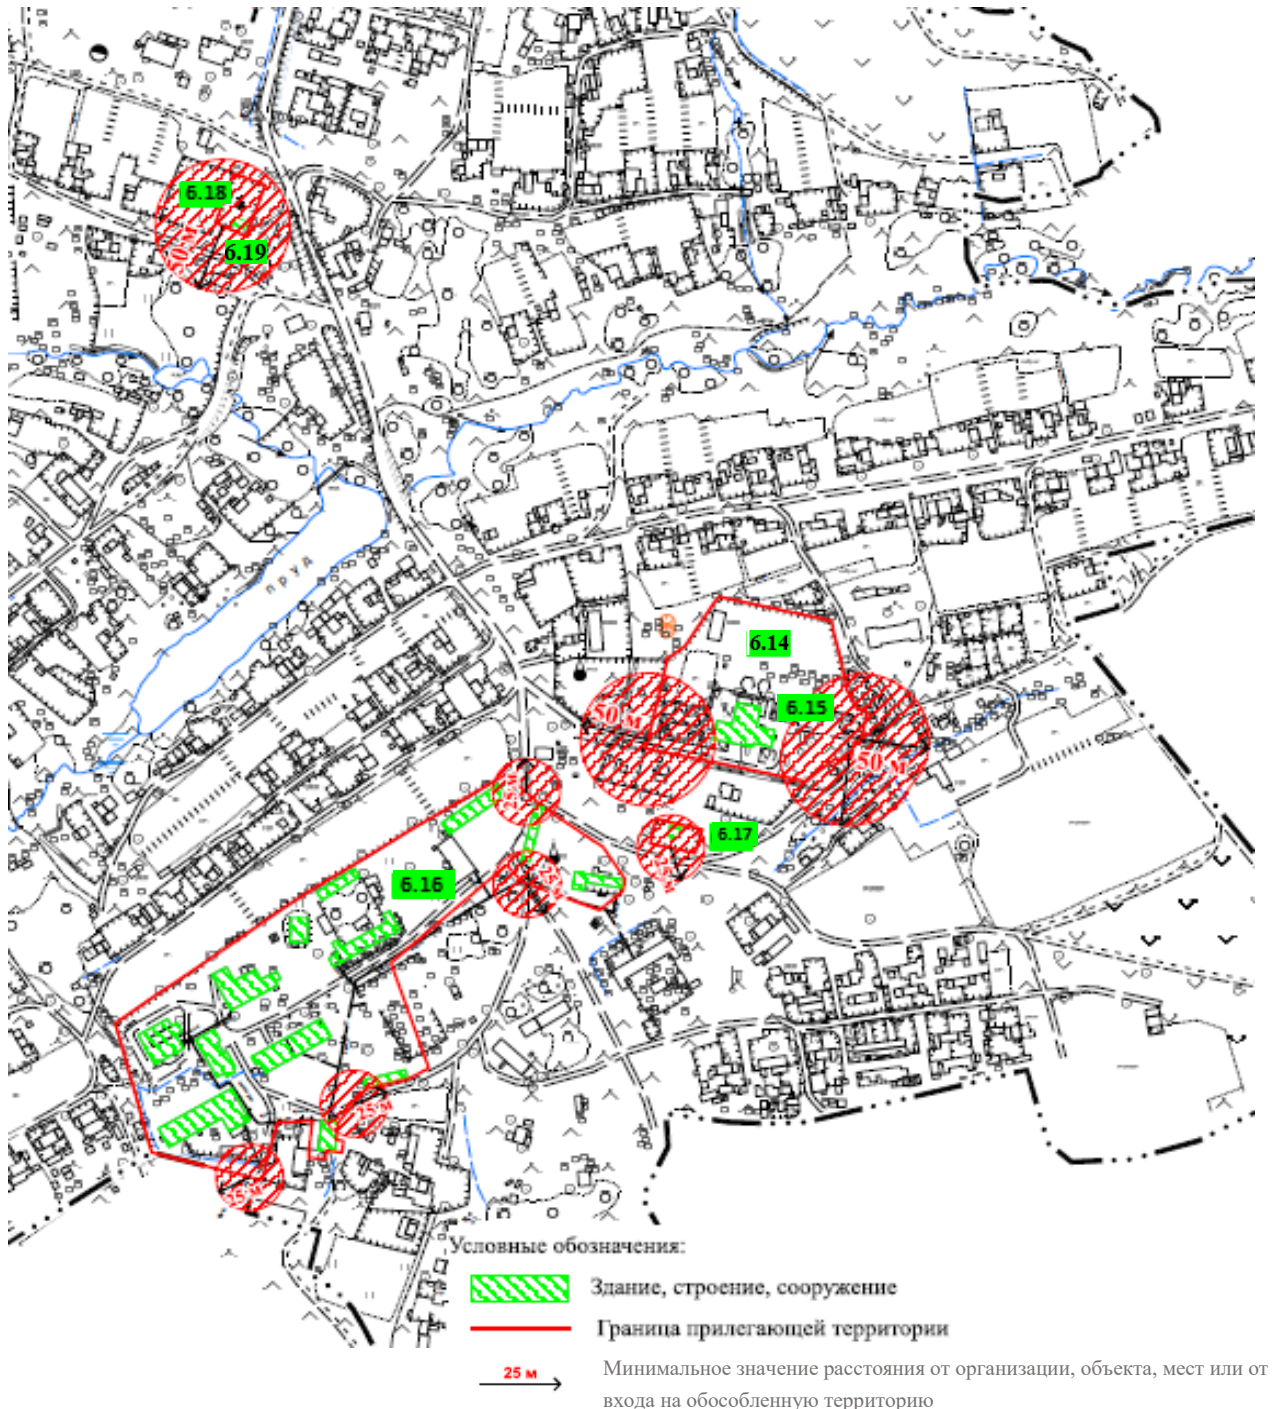 6.18
50 м
6.19
ПРУД
6.14
6.15
50 м
50 м
25 м
6.17
25 м
6.16
25 м
25 м
25 м
Условные обозначения:
Здание, строение, сооружение
Граница прилегающей территории
25 м
Минимальное значение расстояния от организации, объекта, мест или от
входа на обособленную территорию